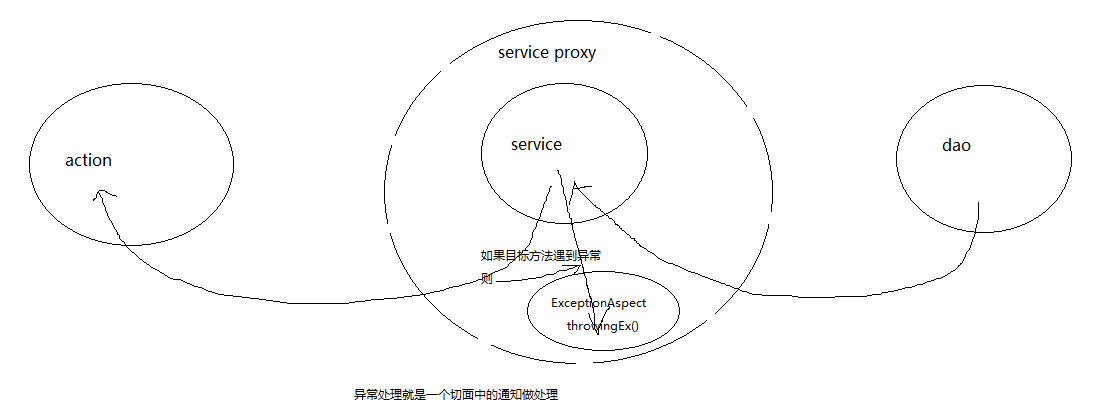 service proxy
action
service
dao
如果目标方法遇到异常
则
ExceptionAspect
throwingEx()
异常处理就是一个切面中的通知做处理